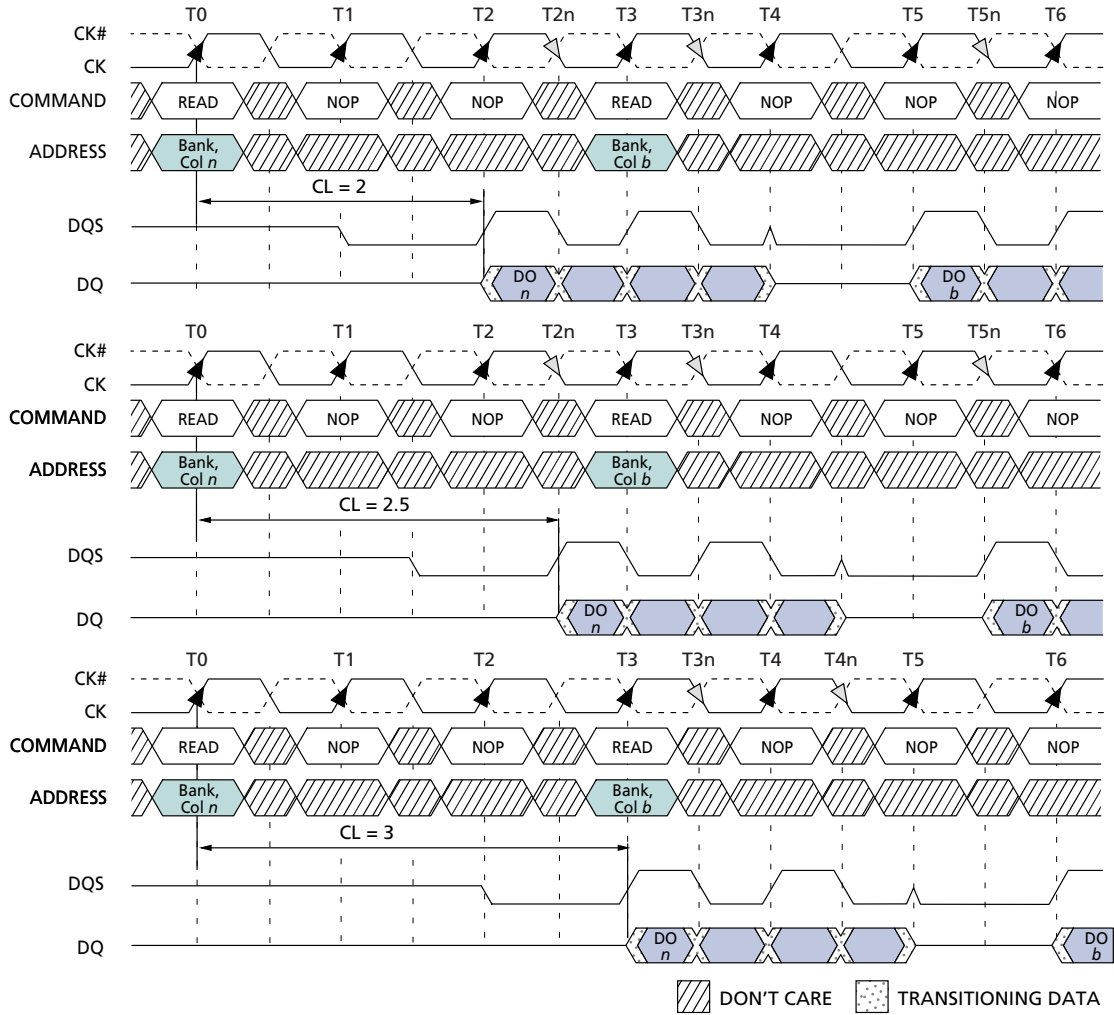 T0 T1 T2 T2n T3 T3n T4 T5 T5n T6
CK#
CK
COMMAND READ NOP NOP READ NOP NOP NOP
ADDRESS Bank, Col n Bank, Col b
CL = 2
DQS
DQ DO n DO b
T0 T1 T2 T2n T3 T3n T4 T5 T5n T6
CK#
CK
COMMAND READ NOP NOP READ NOP NOP NOP
ADDRESS Bank, Col n Bank, Col b
CL = 2.5
DQS
DQ DO n DO b
T0 T1 T2 T3 T3n T4 T4n T5 T6
CK#
CK
COMMAND READ NOP NOP READ NOP NOP NOP
ADDRESS Bank, Col n Bank, Col b
CL = 3
DQS
DQ DO n DO b
DON'T CARE TRANSITIONING DATA